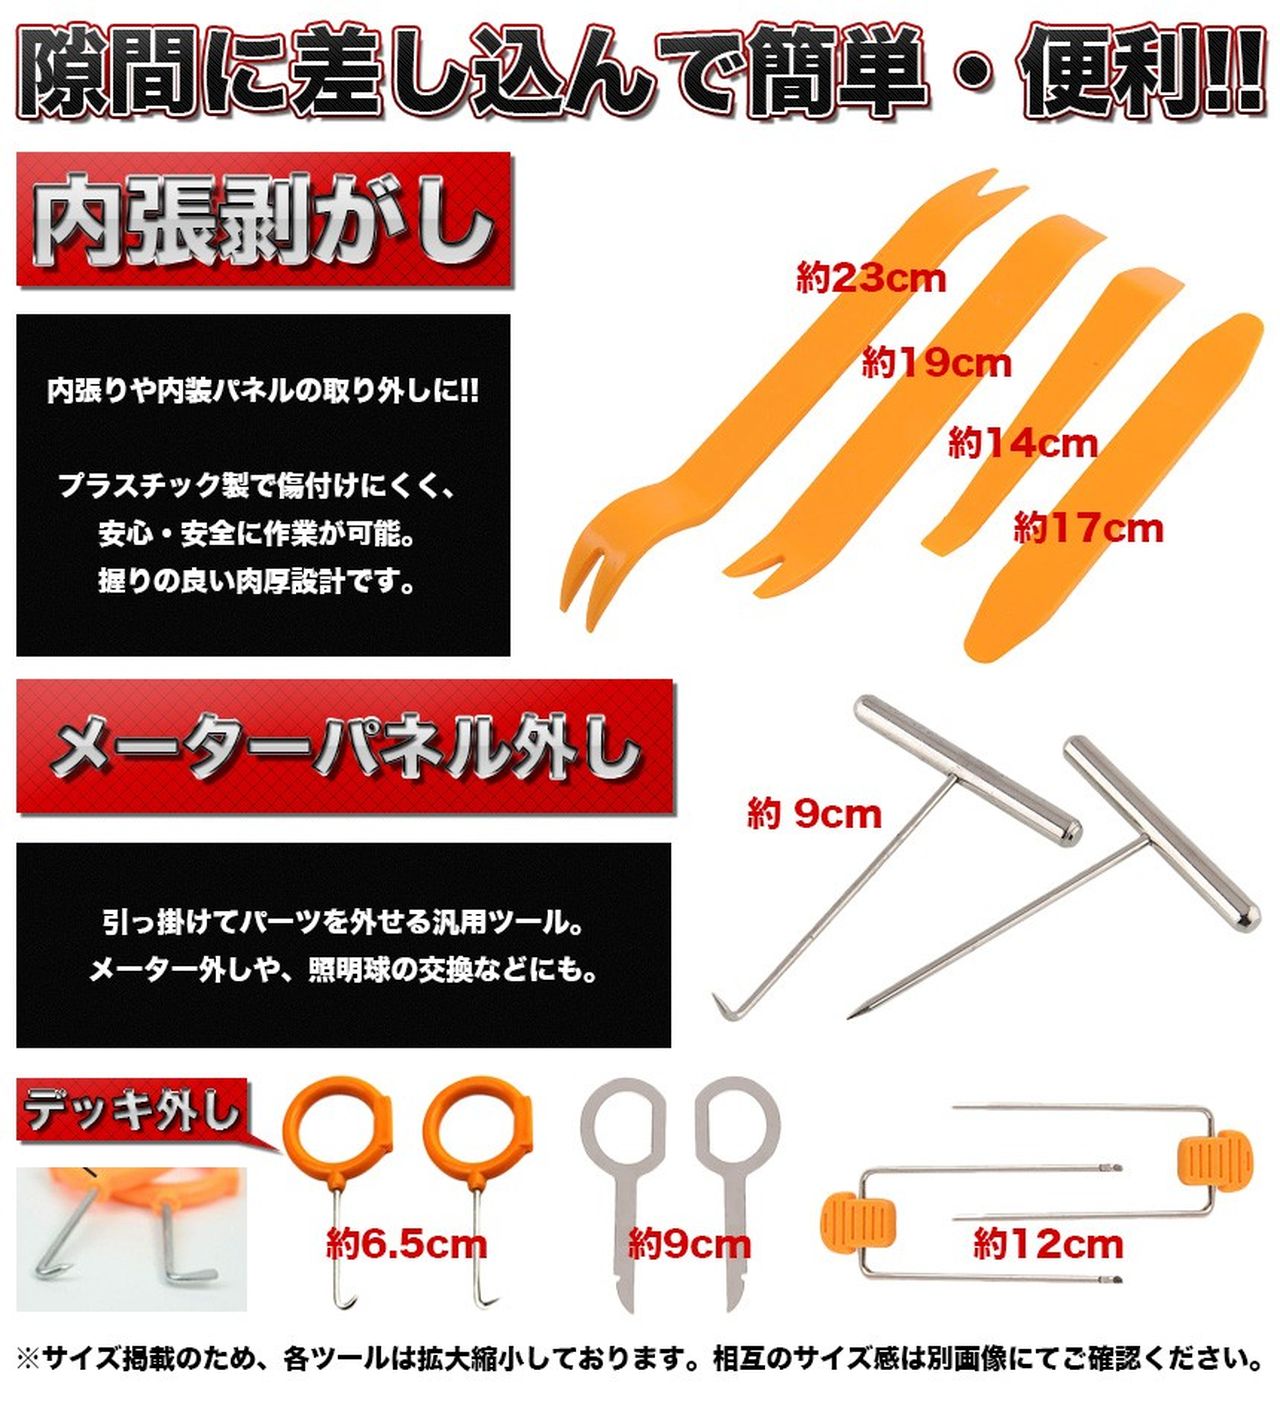 隙間に差し込んで簡単・便利!!
内張剥がし
内張りや内装パネルの取り外しに!!
プラスチック製で傷付けにくく、
安心・安全に作業が可能。
握りの良い肉厚設計です。
約23cm
約19cm
約14cm
約17cm
メーターパネル外し
引っ掛けてパーツを外せる汎用ツール。
メーター外しや、照明球の交換などにも。
約 9cm
デッキ外し
約6.5cm
約9cm
約12cm
※サイズ掲載のため、各ツールは拡大縮小しております。相互のサイズ感は別画像にてご確認ください。